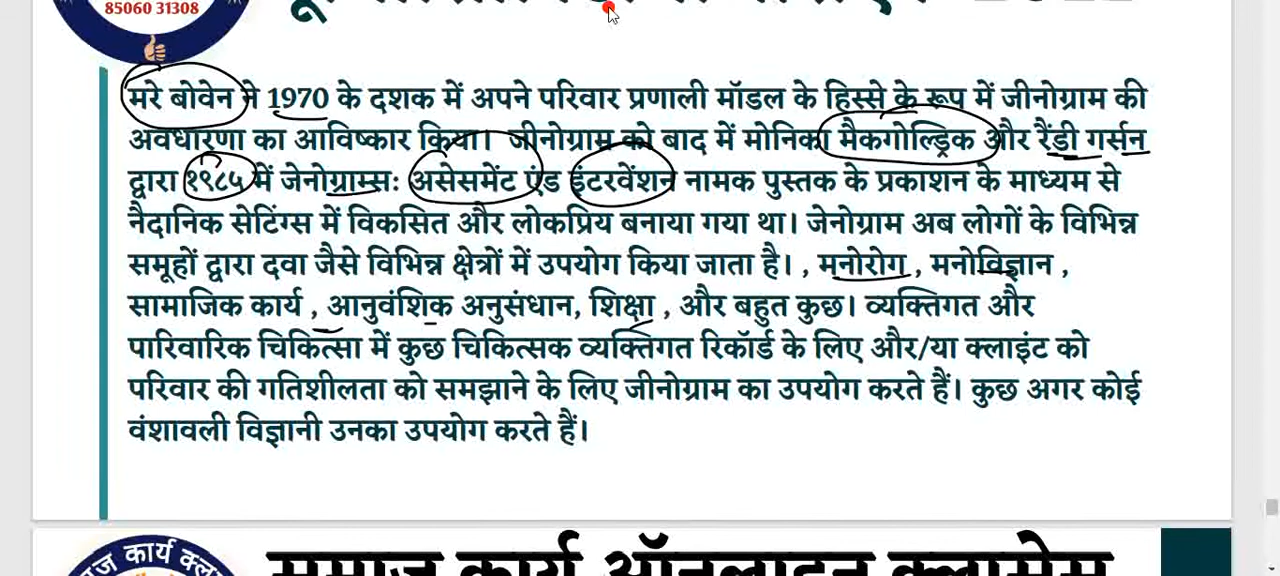 85060 31308
मरे बोवेन ने 1970 के दशक में अपने परिवार प्रणाली मॉडल के हिस्से के रूप में जीनोग्राम की
अवधारणा का आविष्कार किया। जीनोग्राम को बाद में मोनिका मैकगोल्ड्रिक और रैंडी गर्सन
द्वारा १९८५ में जेनोग्राम्सः असेसमेंट एंड इंटरवेंशन नामक पुस्तक के प्रकाशन के माध्यम से
नैदानिक सेटिंग्स में विकसित और लोकप्रिय बनाया गया था। जेनोग्राम अब लोगों के विभिन्न
समूहों द्वारा दवा जैसे विभिन्न क्षेत्रों में उपयोग किया जाता है। , मनोरोग , मनोविज्ञान ,
सामाजिक कार्य , आनुवंशिक अनुसंधान, शिक्षा , और बहुत कुछ। व्यक्तिगत और
पारिवारिक चिकित्सा में कुछ चिकित्सक व्यक्तिगत रिकॉर्ड के लिए और/या क्लाइंट को
परिवार की गतिशीलता को समझाने के लिए जीनोग्राम का उपयोग करते हैं। कुछ अगर कोई
वंशावली विज्ञानी उनका उपयोग करते हैं।
समाज कार्य ऑनलाइन क्लासेस